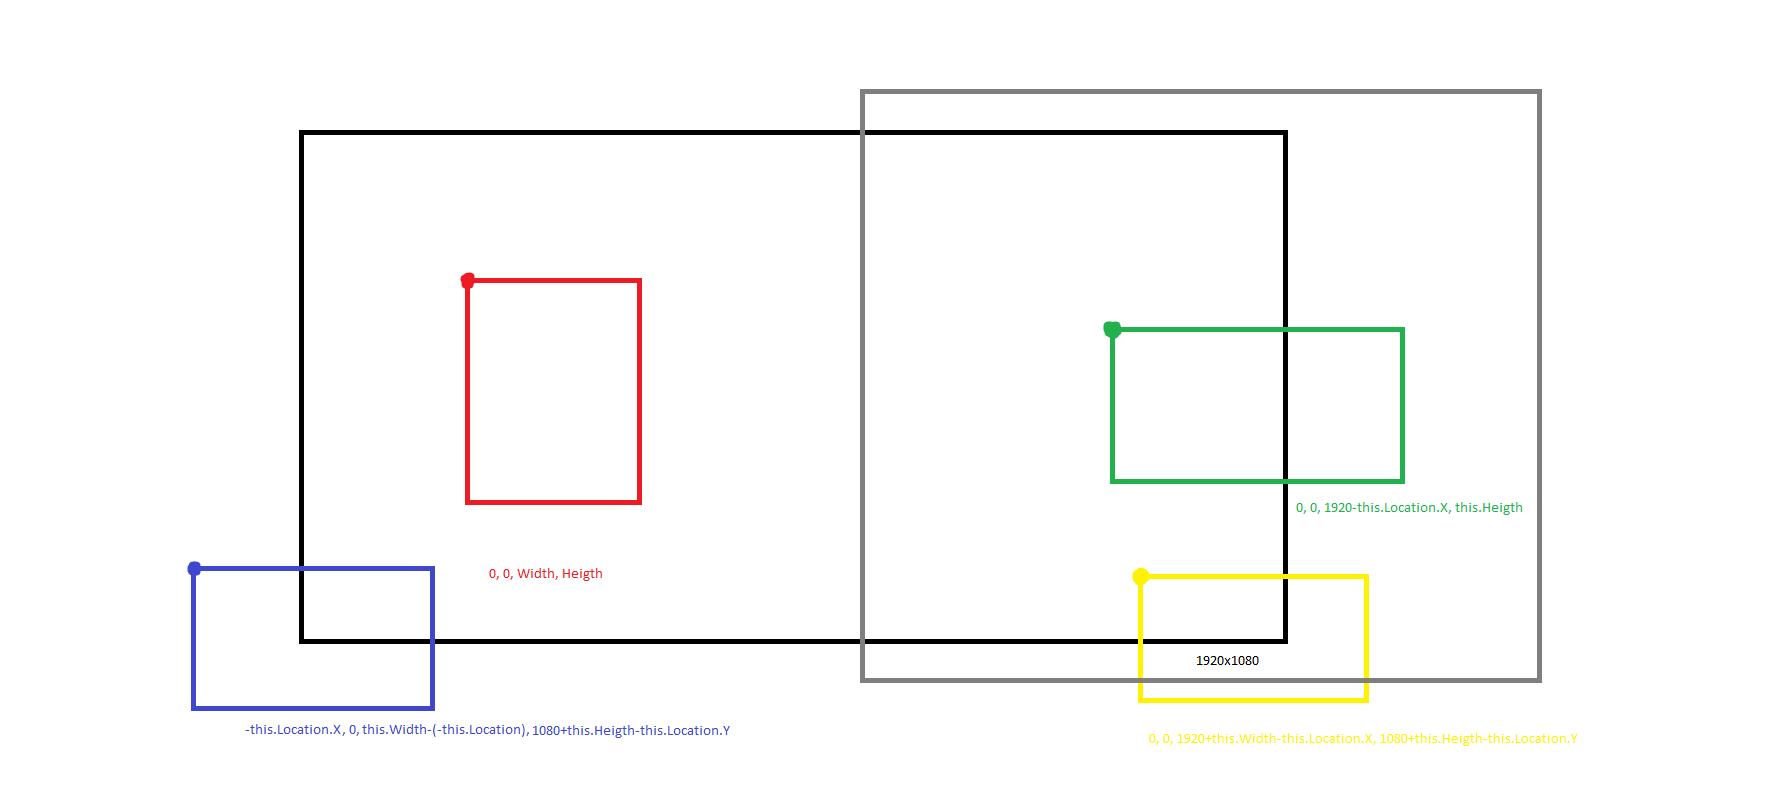 0, 0, 1920-this.Location.X, this.Heigth
0, 0, Width, Heigth
1920x1080
-this.Location.X, 0, this.Width-(-this.Location), 1080+this.Heigth-this.Location.Y
0, 0, 1920+this.Width-this.Location.X, 1080+this.Heigth-this.Location.Y